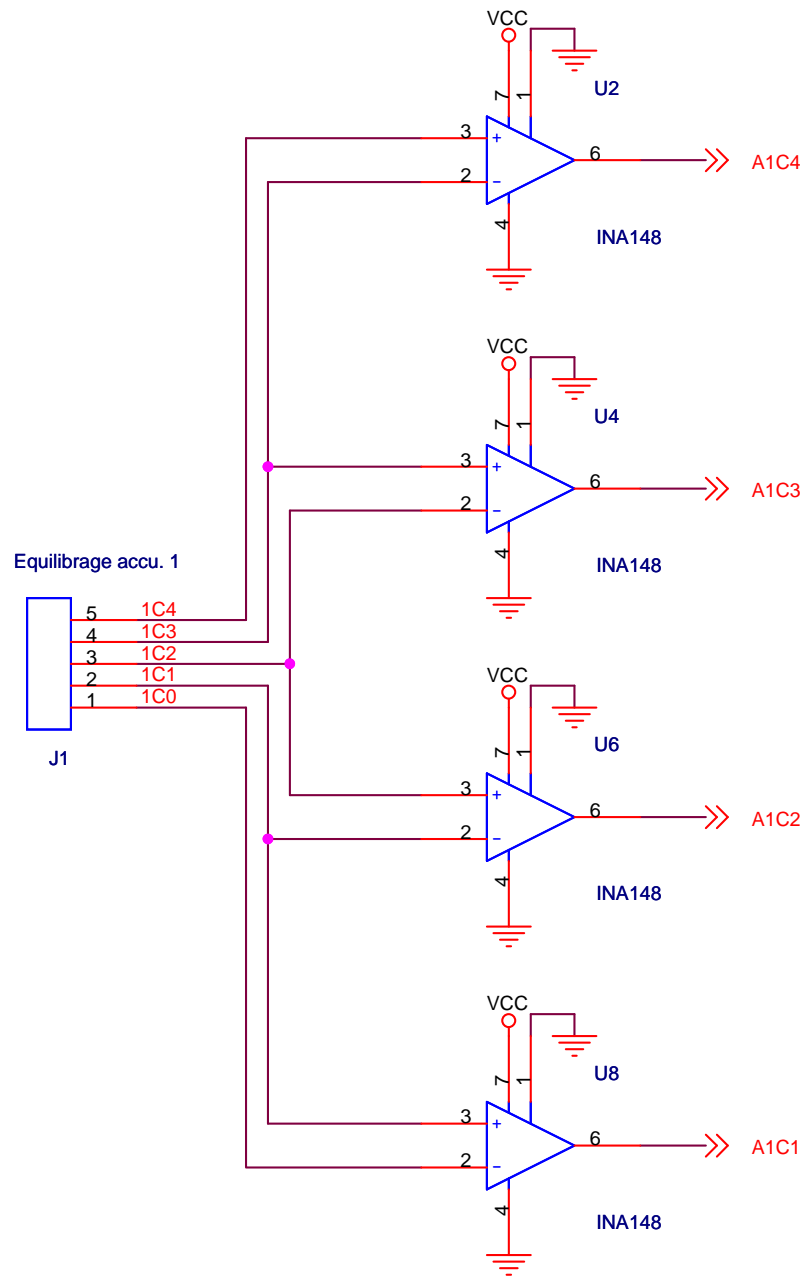 VCC
7
1
U2
3
+
2
-
6
A1C4
4
INA148
VCC
7
1
U4
3
+
2
-
6
A1C3
4
INA148
Equilibrage accu. 1
5 1C4
4 1C3
3 1C2
2 1C1
1 1C0
J1
VCC
7
1
U6
3
+
2
-
6
A1C2
4
INA148
VCC
7
1
U8
3
+
2
-
6
A1C1
4
INA148